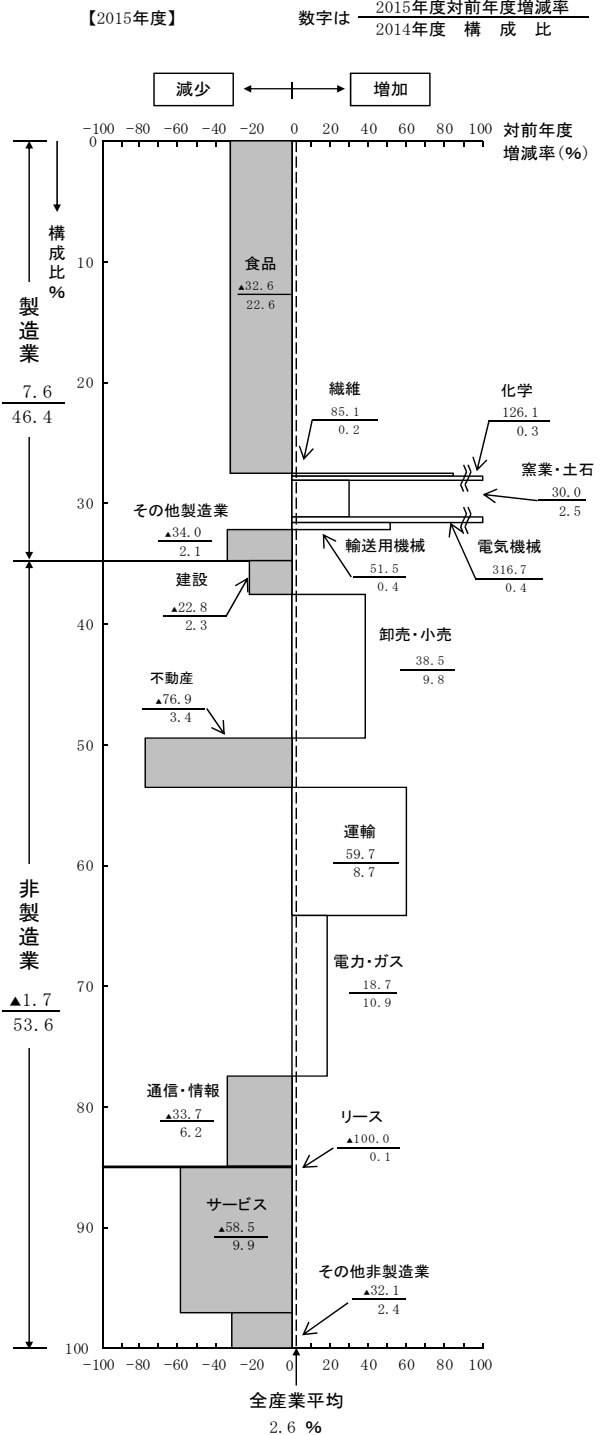 【2015年度】
数字は 2015年度対前年度増減率
2014年度 構 成 比
減少
増加
-100 -80 -60 -40 -20 0 20 40 60 80 100
対前年度
増減率(%)
0
10
20
30
40
50
60
70
80
90
100
構成比%
製造業
7.6
46.4
非製造業
▲1.7
53.6
食品
▲32.6
22.6
繊維
85.1
0.2
化学
126.1
0.3
窯業・土石
30.0
2.5
その他製造業
▲34.0
2.1
輸送用機械
51.5
0.4
電気機械
316.7
0.4
建設
▲22.8
2.3
卸売・小売
38.5
9.8
不動産
▲76.9
3.4
運輸
59.7
8.7
電力・ガス
18.7
10.9
通信・情報
▲33.7
6.2
リース
▲100.0
0.1
サービス
▲58.5
9.9
その他非製造業
▲32.1
2.4
-100 -80 -60 -40 -20 0 20 40 60 80 100
全産業平均
2.6 %